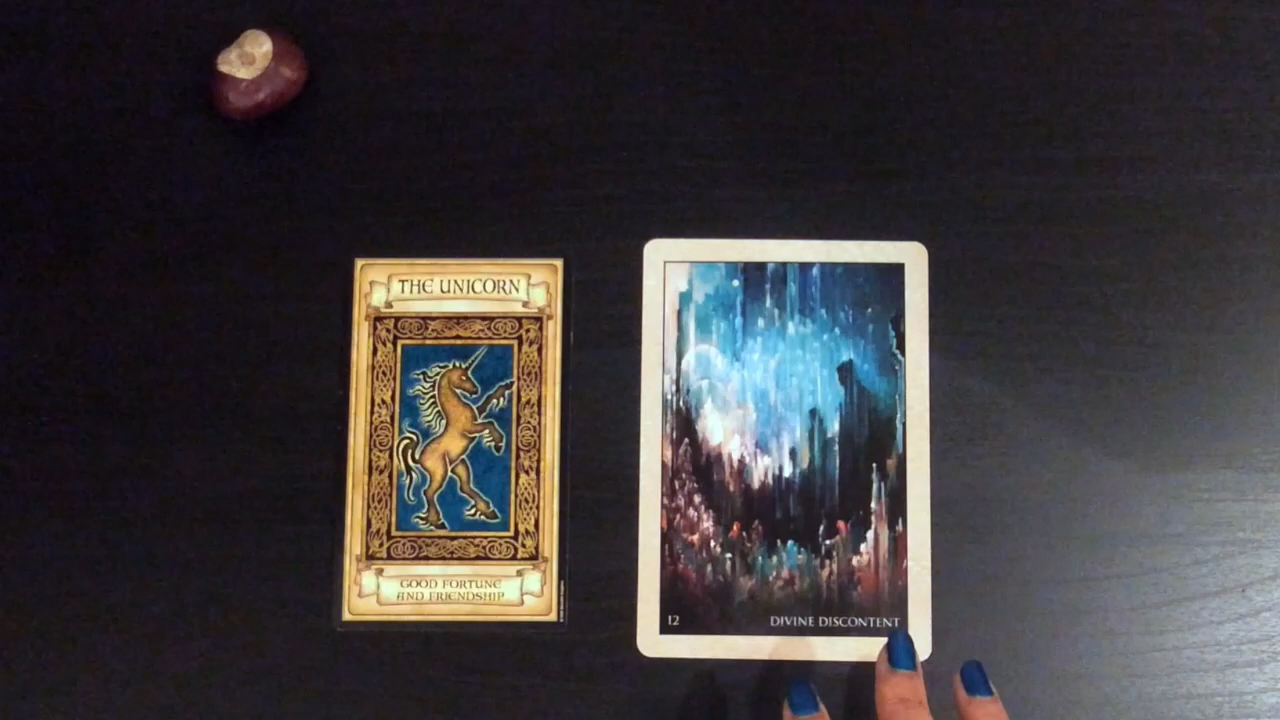 THE UNICORN
GOOD FORTUNE
AND FRIENDSHIP
12
DIVINE DISCONTENT